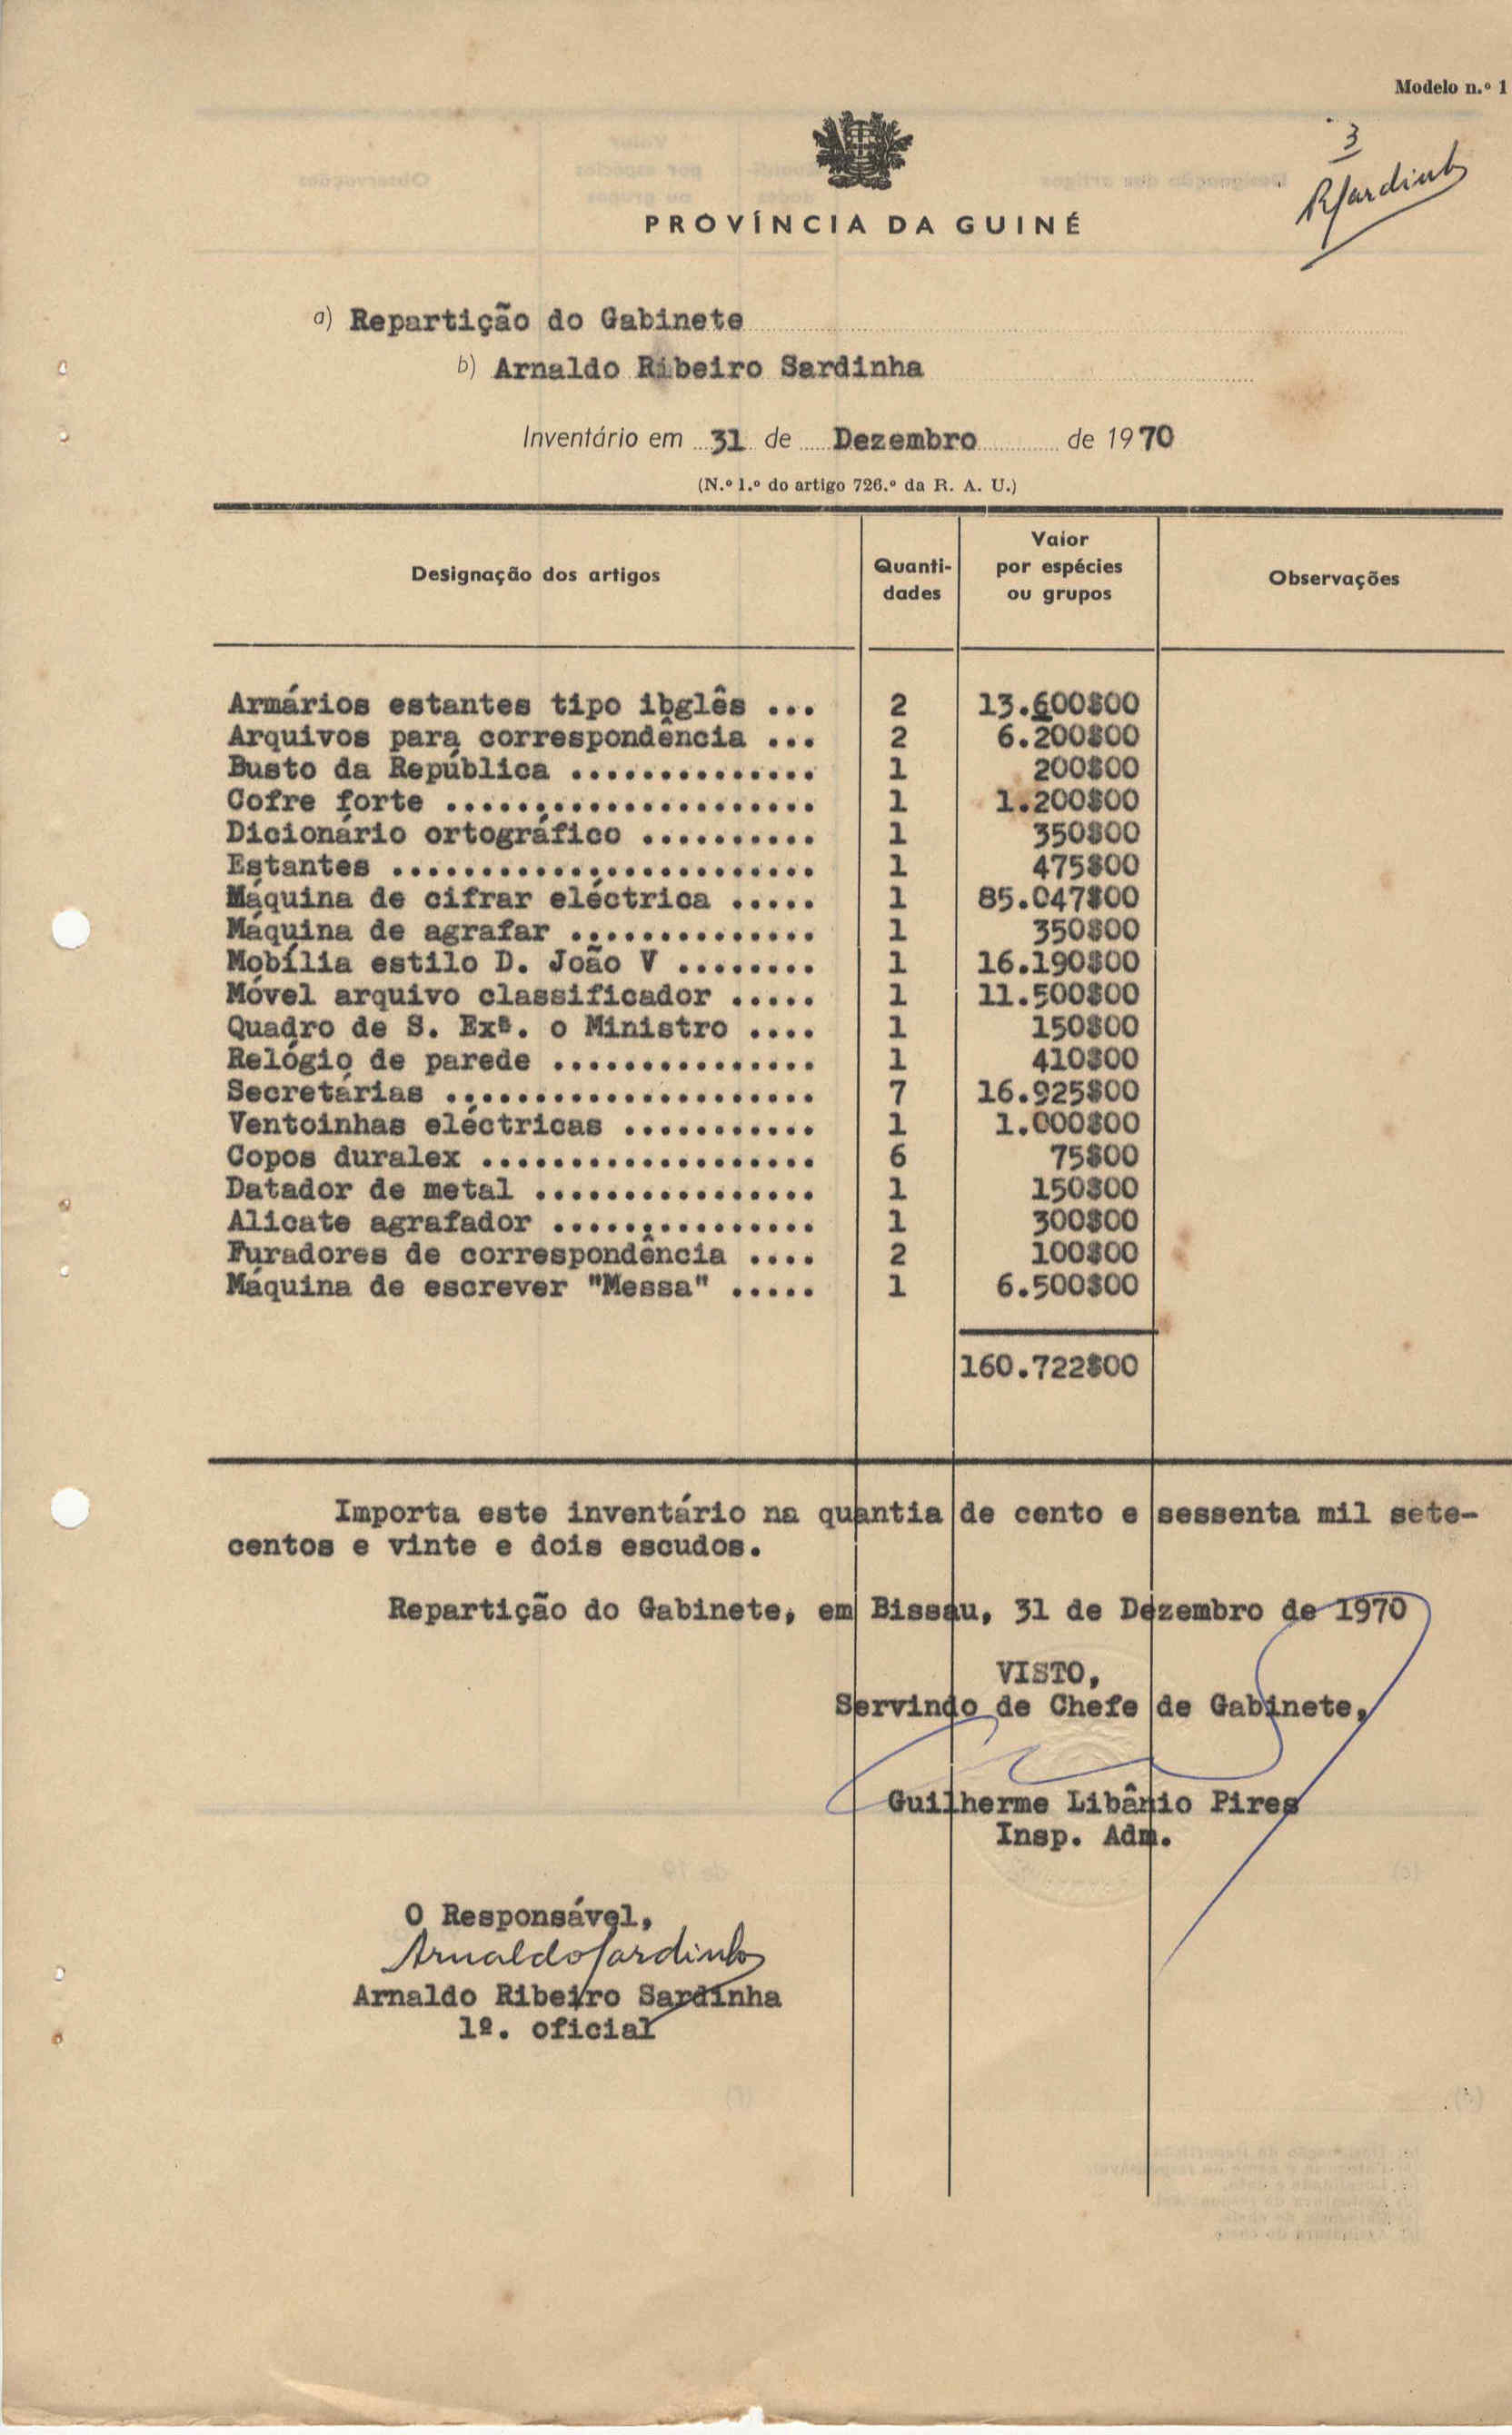 Modelo n.º 1
3
RSardinha
PROVÍNCIA DA GUINÉ
a) Repartição do Gabinete
b) Arnaldo Ribeiro Sardinha
Inventário em 31 de Dezembro de 1970
(N.º 1.º do artigo 726.º da R. A. U.)
Designação dos artigos Quanti-dades Valor por espécies ou grupos Observações
Armários estantes tipo ibglês ... 2 13.600$00
Arquivos para correspondência ... 2 6.200$00
Busto da República .............. 1 200$00
Cofre forte ..................... 1 1.200$00
Dicionário ortográfico .......... 1 350$00
Estantes ........................ 1 475$00
Máquina de cifrar eléctrica ..... 1 85.047$00
Máquina de agrafar .............. 1 350$00
Mobília estilo D. João V ........ 1 16.190$00
Móvel arquivo classificador ..... 1 11.500$00
Quadro de S. Exª. o Ministro .... 1 150$00
Relógio de parede ............... 1 410$00
Secretárias ..................... 7 16.925$00
Ventoinhas eléctricas ........... 1 1.000$00
Copos duralex ................... 6 75$00
Datador de metal ................ 1 150$00
Alicate agrafador ............... 1 300$00
Furadores de correspondência .... 2 100$00
Máquina de escrever "Messa" ..... 1 6.500$00
160.722$00
Importa este inventário na quantia de cento e sessenta mil sete-
centos e vinte e dois escudos.
Repartição do Gabinete, em Bissau, 31 de Dezembro de 1970
VISTO,
Servindo de Chefe de Gabinete,
Guilherme Libânio Pires
Insp. Adm.
O Responsável,
Arnaldo Sardinha
Arnaldo Ribeiro Sardinha
1º. oficial